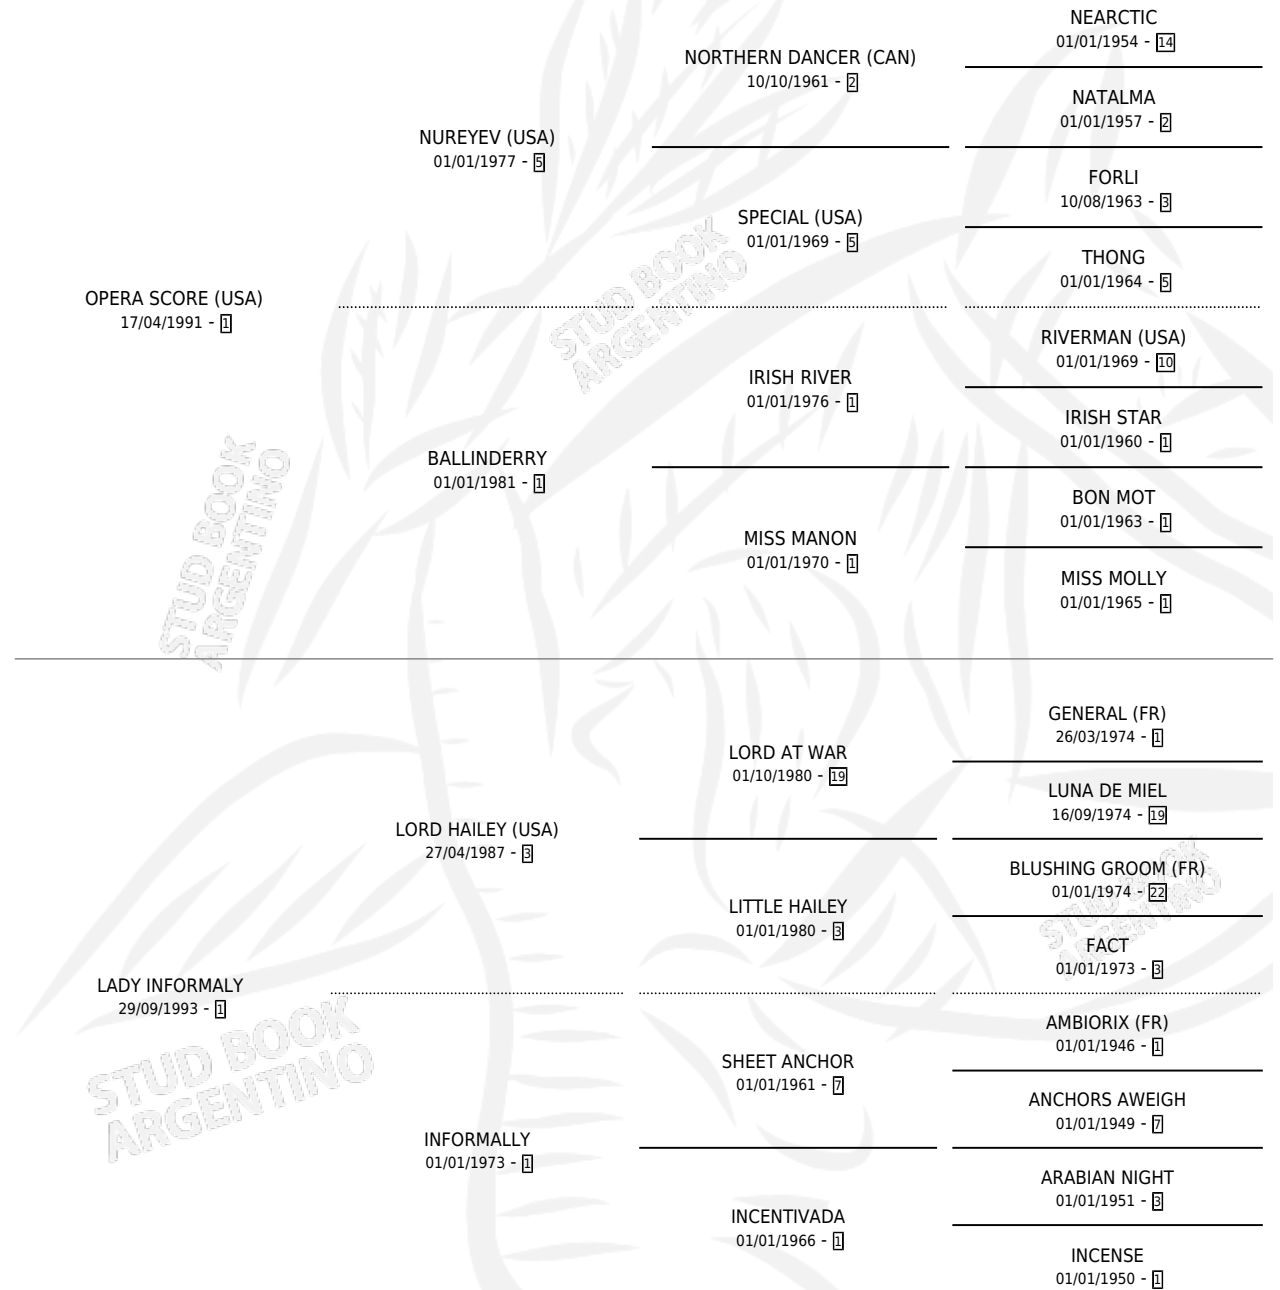 NEARCTIC
01/01/1954 - 14
NORTHERN DANCER (CAN)
10/10/1961 - 2
NATALMA
01/01/1957 - 2
NUREYEV (USA)
01/01/1977 - 5
FORLI
10/08/1963 - 3
SPECIAL (USA)
01/01/1969 - 5
THONG
01/01/1964 - 5
OPERA SCORE (USA)
17/04/1991 - 1
RIVERMAN (USA)
01/01/1969 - 10
IRISH RIVER
01/01/1976 - 1
IRISH STAR
01/01/1960 - 1
BALLINDERRY
01/01/1981 - 1
BON MOT
01/01/1963 - 1
MISS MANON
01/01/1970 - 1
MISS MOLLY
01/01/1965 - 1
STUD BOOK
ARGENTINO
STUD BOOK
ARGENTINO
GENERAL (FR)
26/03/1974 - 1
LORD AT WAR
01/10/1980 - 19
LUNA DE MIEL
16/09/1974 - 19
LORD HAILEY (USA)
27/04/1987 - 3
BLUSHING GROOM (FR)
01/01/1974 - 22
LITTLE HAILEY
01/01/1980 - 3
FACT
01/01/1973 - 3
STUD BOOK
ARGENTINO
LADY INFORMALY
29/09/1993 - 1
AMBIORIX (FR)
01/01/1946 - 1
SHEET ANCHOR
01/01/1961 - 7
ANCHORS AWEIGH
01/01/1949 - 7
STUD BOOK
ARGENTINO
INFORMALLY
01/01/1973 - 1
ARABIAN NIGHT
01/01/1951 - 3
INCENTIVADA
01/01/1966 - 1
INCENSE
01/01/1950 - 1